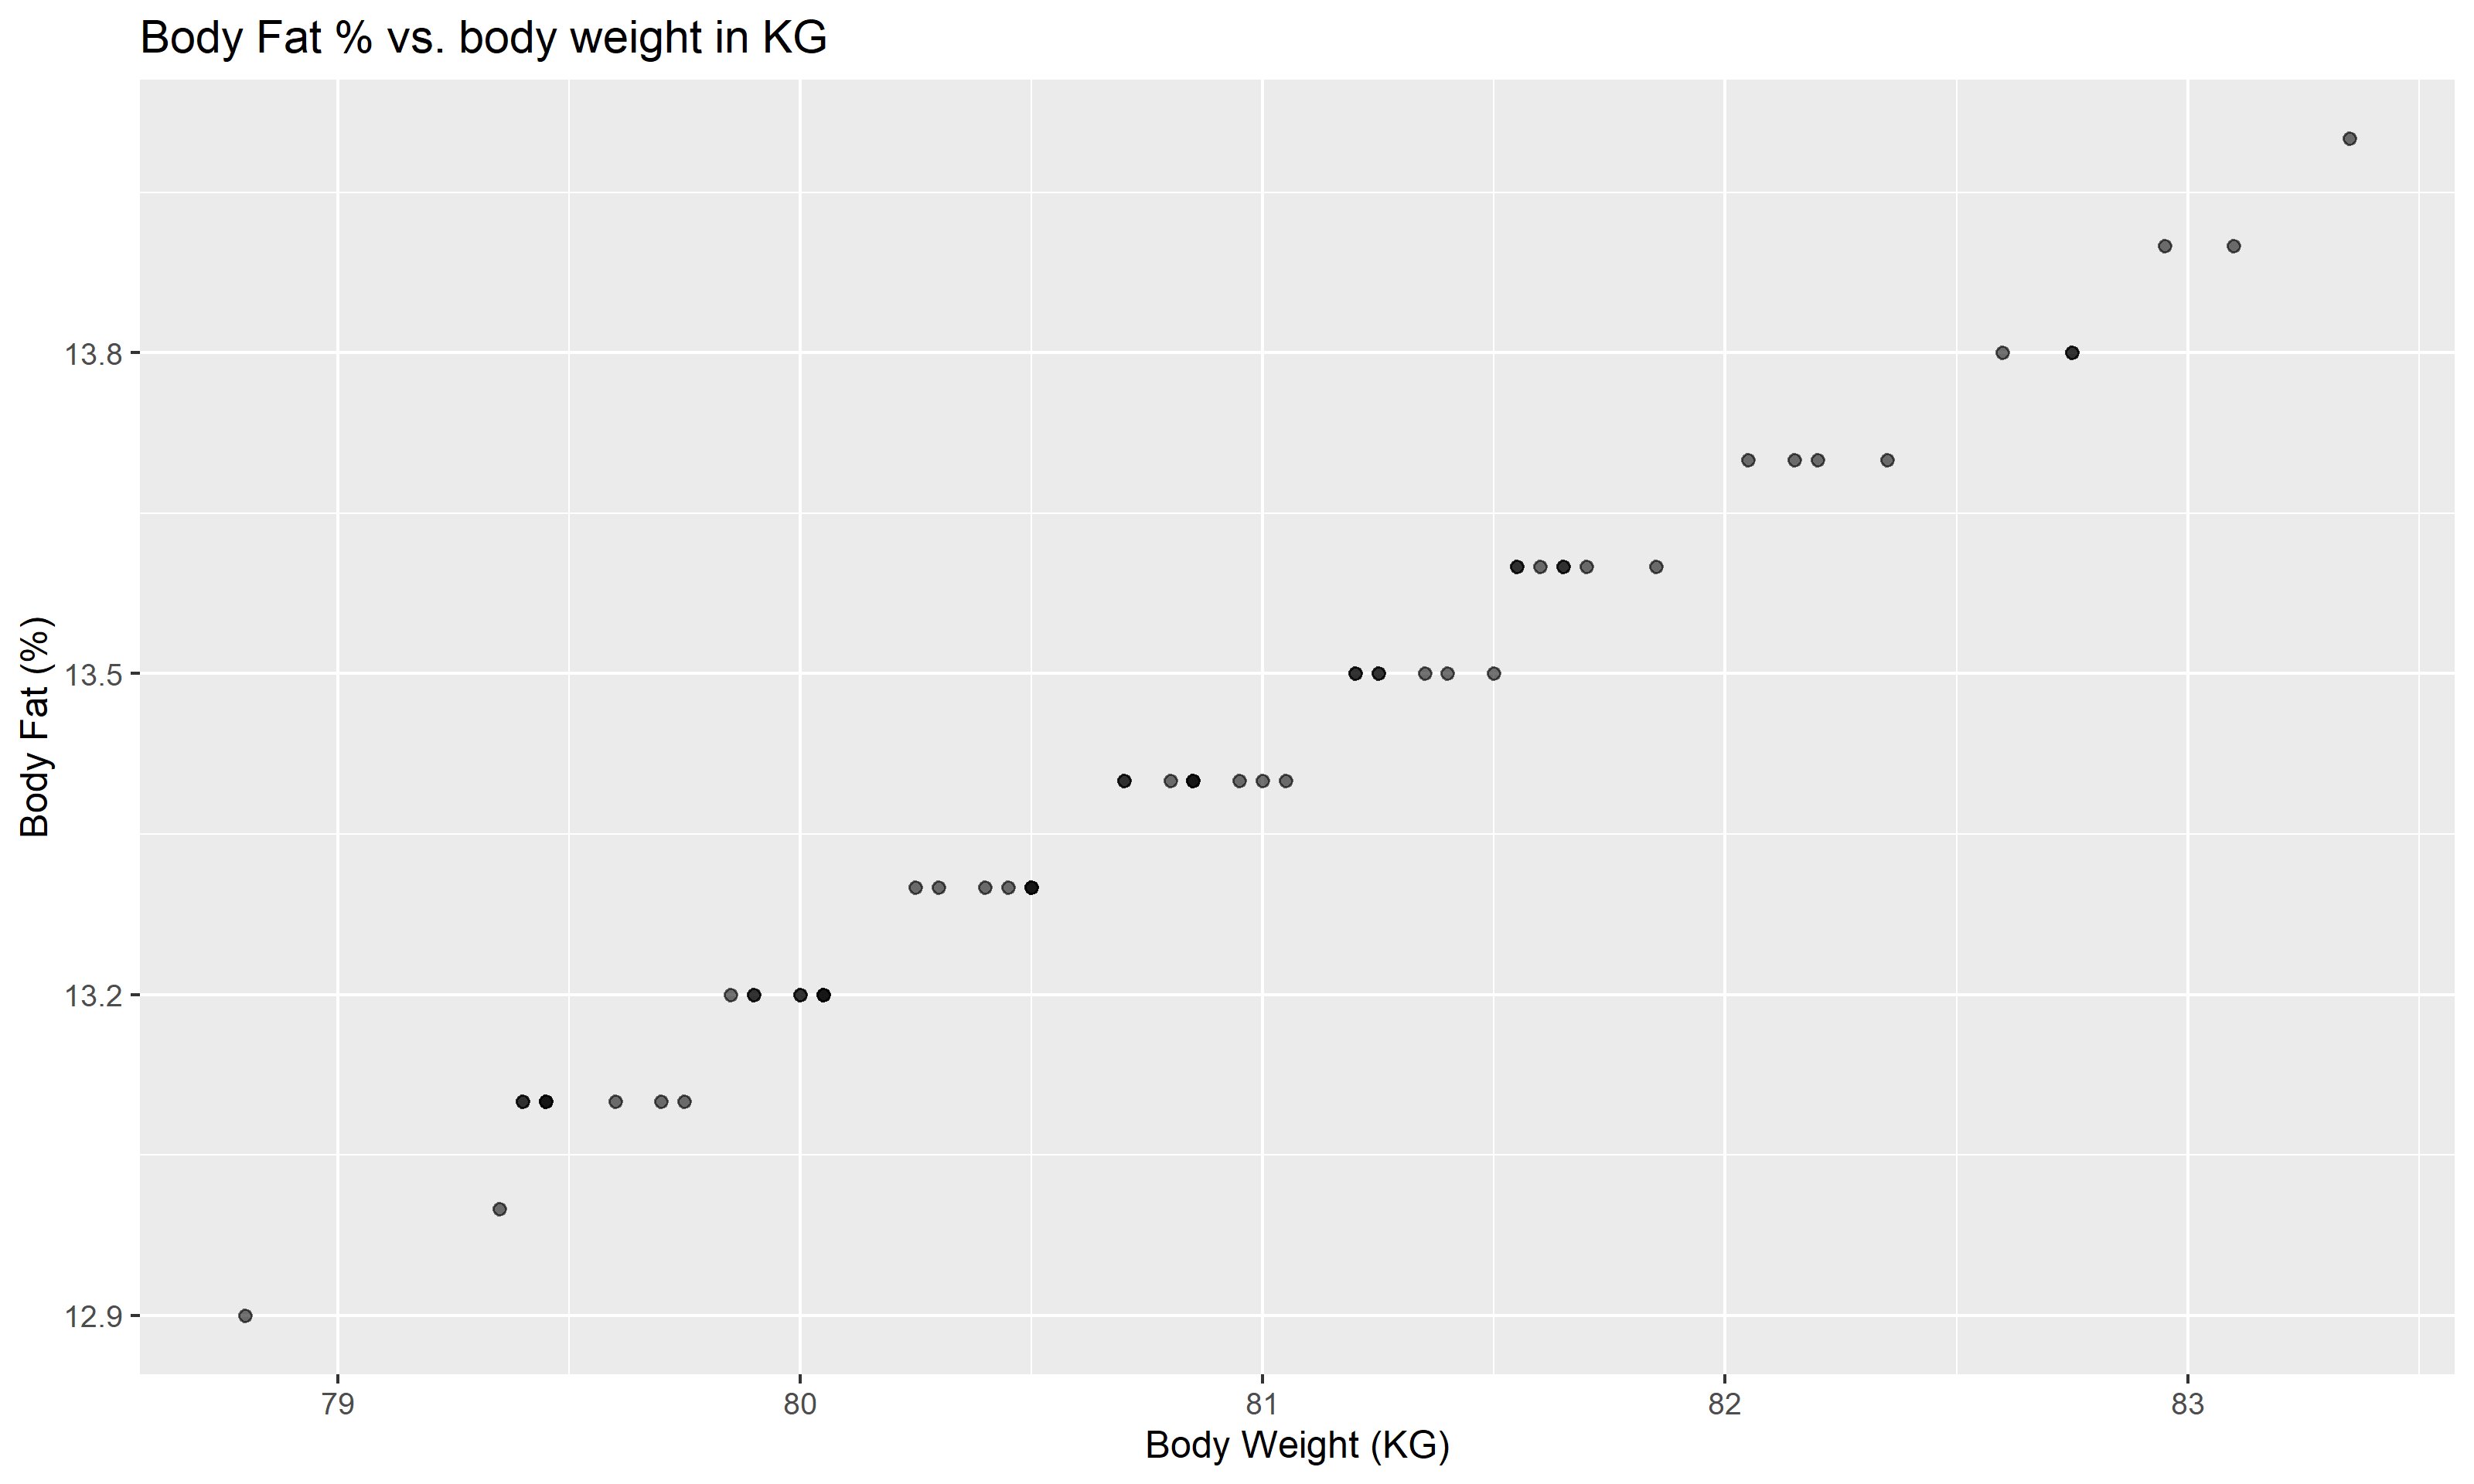 Body Fat % vs. body weight in KG
Body Fat (%)
13.8
13.5
13.2
12.9
79 80 81 82 83
Body Weight (KG)